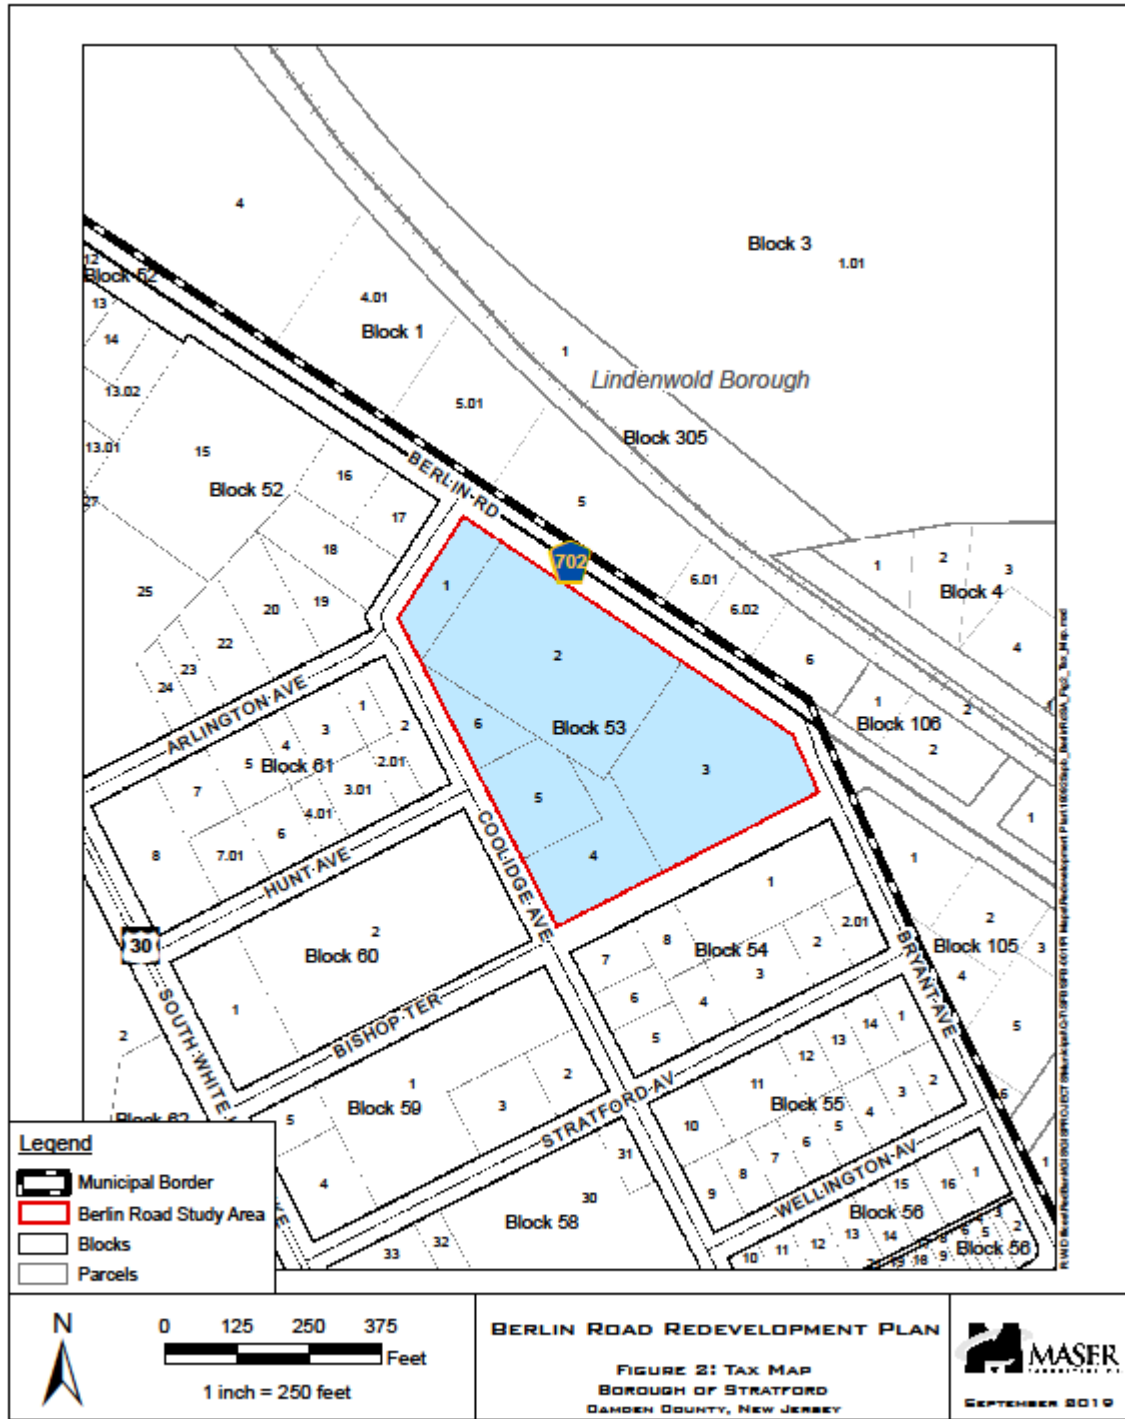 4
Block 3
1.01
12
Block 52
13
14
4.01
Block 1
1
Lindenwold Borough
13.02
5.01
Block 305
13.01
15
BERLIN RD
16
Block 52
27
17
5
702
18
1
2
3
Block 4
25
19
20
1
6.01
6.02
4
22
2
6
23
24
ARLINGTON AVE
1
2
1
Block 106
2
6
Block 53
3
1
2
3
4
Block 61
2.01
5
7
3.01
4.01
5
6
1
8
7.01
HUNT AVE
COOLIDGE AVE
4
1
1
2.01
2
30
2
Block 60
7
8
Block 54
2
BRYANT AVE
Block 105
3
3
4
6
4
1
SOUTH WHITE
2
BISHOP TER
5
14
1
5
13
12
Block 62
1
2
11
3
2
Block 55
4
5
Block 59
3
STRATFORD AV
10
5
6
6
7
31
8
9
WELLINGTON AV
1
4
30
15
16
1
Block 58
Block 56
3
2
32
33
13
14
12
11
10
Block 56
Legend
Municipal Border
Berlin Road Study Area
Blocks
Parcels
N
0 125 250 375
Feet
1 inch = 250 feet
BERLIN ROAD REDEVELOPMENT PLAN
FIGURE 2: TAX MAP
BOROUGH OF STRATFORD
CAMDEN COUNTY, NEW JERSEY
MASER
SEPTEMBER 2019